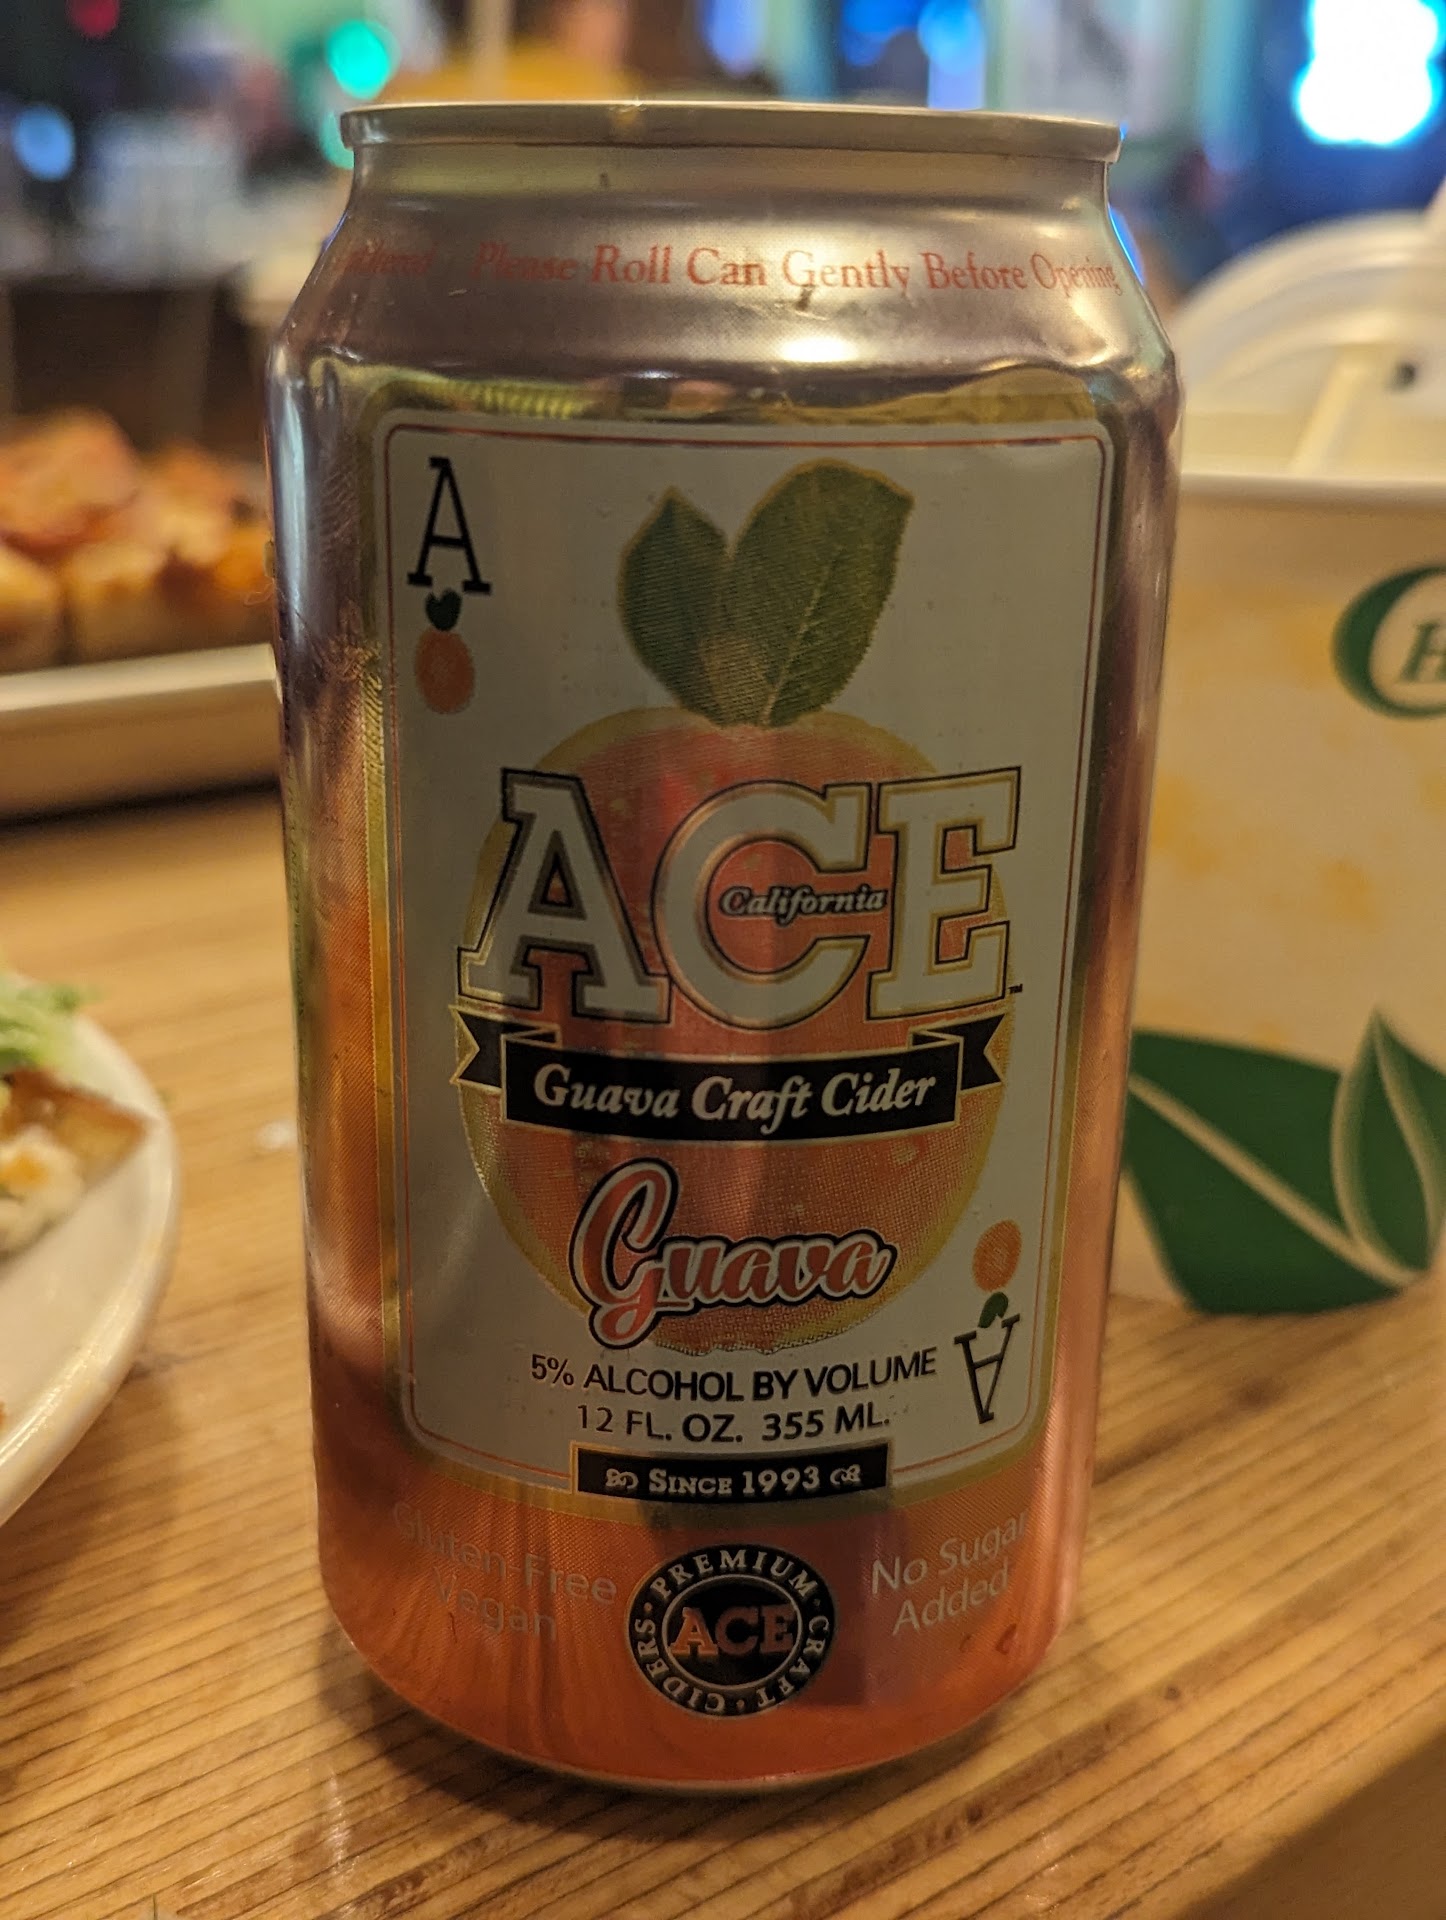 Please Roll Can Gently Before Opening
A
ACE
California
TM
Guava Craft Cider
Guava
5% ALCOHOL BY VOLUME
12 FL. OZ. 355 ML.
A
SINCE 1993
Gluten Free
Vegan
PREMIUM CRAFT CIDERS
ACE
No Sugar
Added